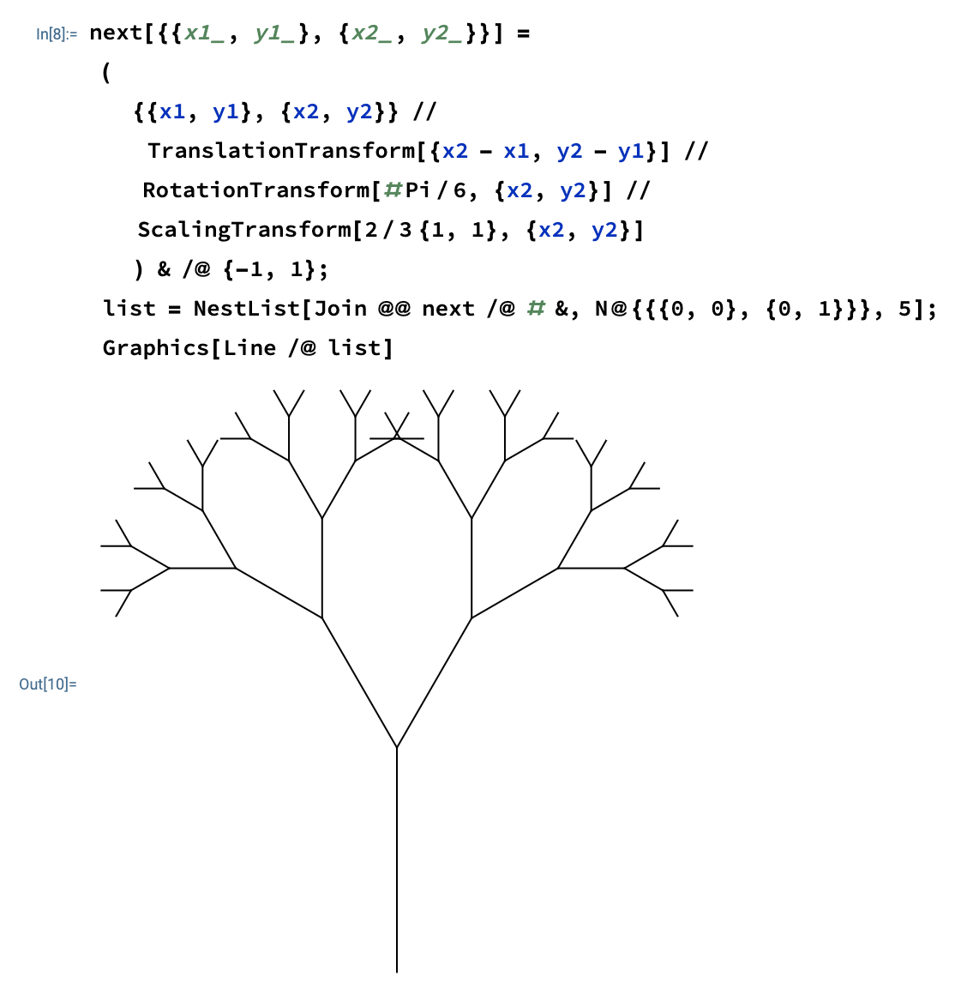 In[8]:= next[{{x1_, y1_}, {x2_, y2_}}] =
(
{{x1, y1}, {x2, y2}} //
TranslationTransform[{x2 - x1, y2 - y1}] //
RotationTransform[#Pi/6, {x2, y2}] //
ScalingTransform[2/3{1, 1}, {x2, y2}]
) & /@ {-1, 1};
list = NestList[Join @@ next /@ # &, N@{{{0, 0}, {0, 1}}}, 5];
Graphics[Line /@ list]
Out[10]=